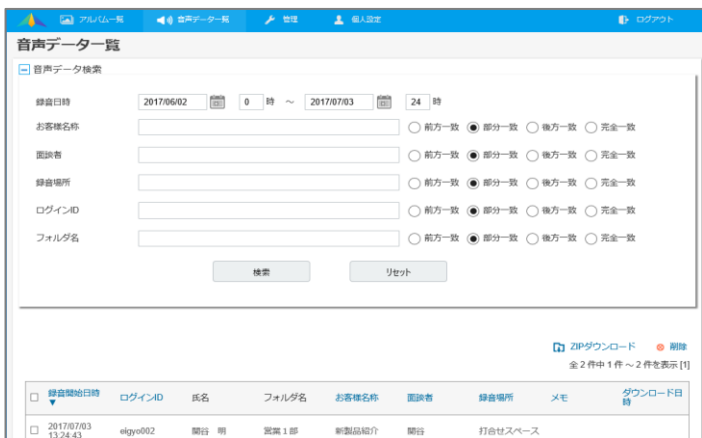 アルバム一覧 音声データ一覧 管理 個人設定 ログアウト
音声データ一覧
音声データ検索
録音日時 2017/06/02 0 時 ～ 2017/07/03 24 時
お客様名称 前方一致 部分一致 後方一致 完全一致
面談者 前方一致 部分一致 後方一致 完全一致
録音場所 前方一致 部分一致 後方一致 完全一致
ログインID 前方一致 部分一致 後方一致 完全一致
フォルダ名 前方一致 部分一致 後方一致 完全一致
検索 リセット
ZIPダウンロード 削除
全 2 件中 1 件 ～ 2 件を表示 [1]
録音開始日時▼ ログインID 氏名 フォルダ名 お客様名称 面談者 録音場所 メモ ダウンロード日時
2017/07/03 13:24:43 eigyo002 関谷 明 営業１部 新製品紹介 関谷 打合せスペース